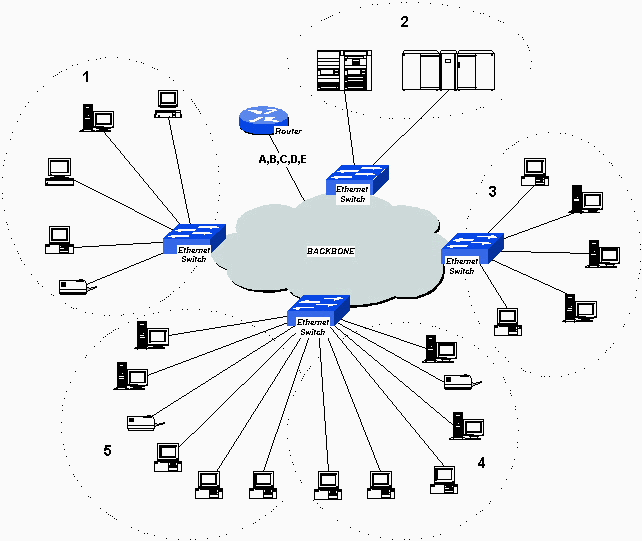 2
1
Router
A,B,C,D,E
3
Ethernet
Switch
Ethernet
Switch
BACKBONE
Ethernet
Switch
Ethernet
Switch
5
4